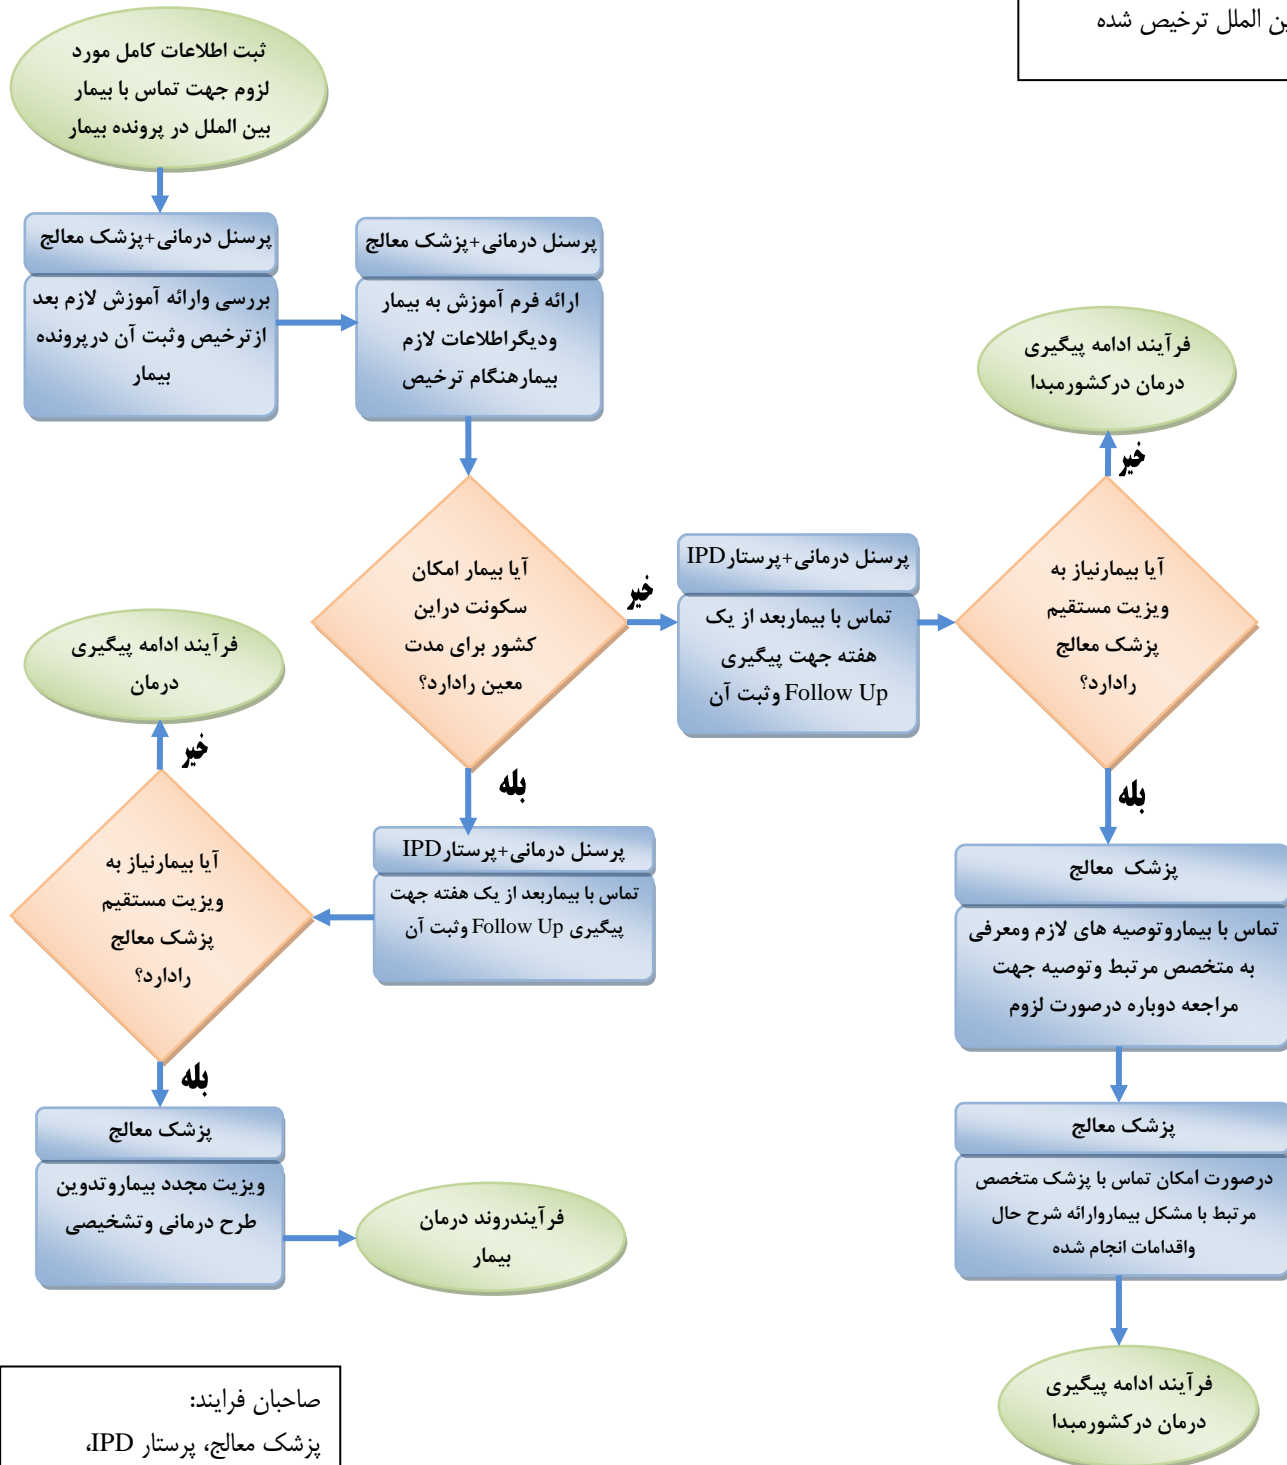 ین الملل ترخیص شده
ثبت اطلاعات کامل مورد
لزوم جهت تماس با بیمار
بین الملل در پرونده بیمار
پرسنل درمانی+پزشک معالج
بررسی وارائه آموزش لازم بعد
ازترخیص وثبت آن درپرونده
بیمار
پرسنل درمانی+پزشک معالج
ارائه فرم آموزش به بیمار
ودیگراطلاعات لازم
بیمارهنگام ترخیص
آیا بیمار امکان
سکونت دراین
کشور برای مدت
معین رادارد؟
خیر
پرسنل درمانی+پرستارIPD
تماس با بیماربعد از یک
هفته جهت پیگیری
Follow Up وثبت آن
آیا بیمارنیاز به
ویزیت مستقیم
پزشک معالج
رادارد؟
خیر
فرآیند ادامه پیگیری
درمان درکشورمبدا
بله
پزشک معالج
تماس با بیماروتوصیه های لازم ومعرفی
به متخصص مرتبط وتوصیه جهت
مراجعه دوباره درصورت لزوم
پزشک معالج
درصورت امکان تماس با پزشک متخصص
مرتبط با مشکل بیماروارائه شرح حال
واقدامات انجام شده
فرآیند ادامه پیگیری
درمان درکشورمبدا
بله
پرسنل درمانی+پرستارIPD
تماس با بیماربعد از یک هفته جهت
پیگیری Follow Up وثبت آن
آیا بیمارنیاز به
ویزیت مستقیم
پزشک معالج
رادارد؟
خیر
فرآیند ادامه پیگیری
درمان
بله
پزشک معالج
ویزیت مجدد بیماروتدوین
طرح درمانی وتشخیصی
فرآیندروند درمان
بیمار
صاحبان فرایند:
پزشک معالج، پرستار IPD،